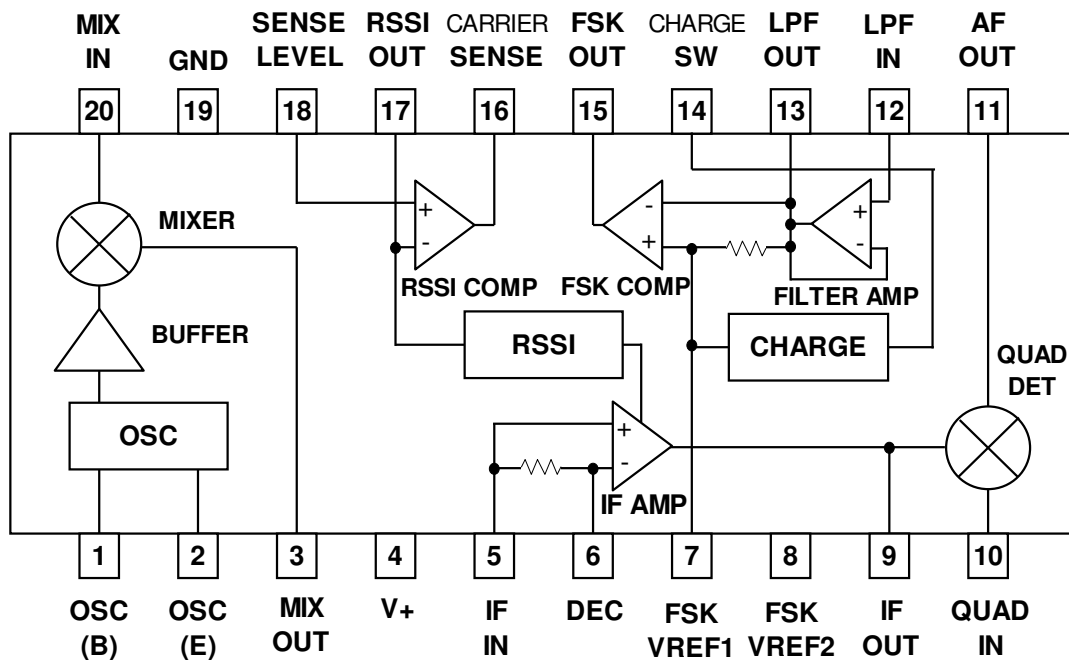 MIX IN
GND
SENSE LEVEL
RSSI OUT
CARRIER SENSE
FSK OUT
CHARGE SW
LPF OUT
LPF IN
AF OUT
20 19 18 17 16 15 14 13 12 11
MIXER
+
-
RSSI COMP
-
+
FSK COMP
+
-
FILTER AMP
BUFFER
RSSI
CHARGE
QUAD DET
OSC
+
-
IF AMP
1 2 3 4 5 6 7 8 9 10
OSC (B)
OSC (E)
MIX OUT
V+
IF IN
DEC
FSK VREF1
FSK VREF2
IF OUT
QUAD IN